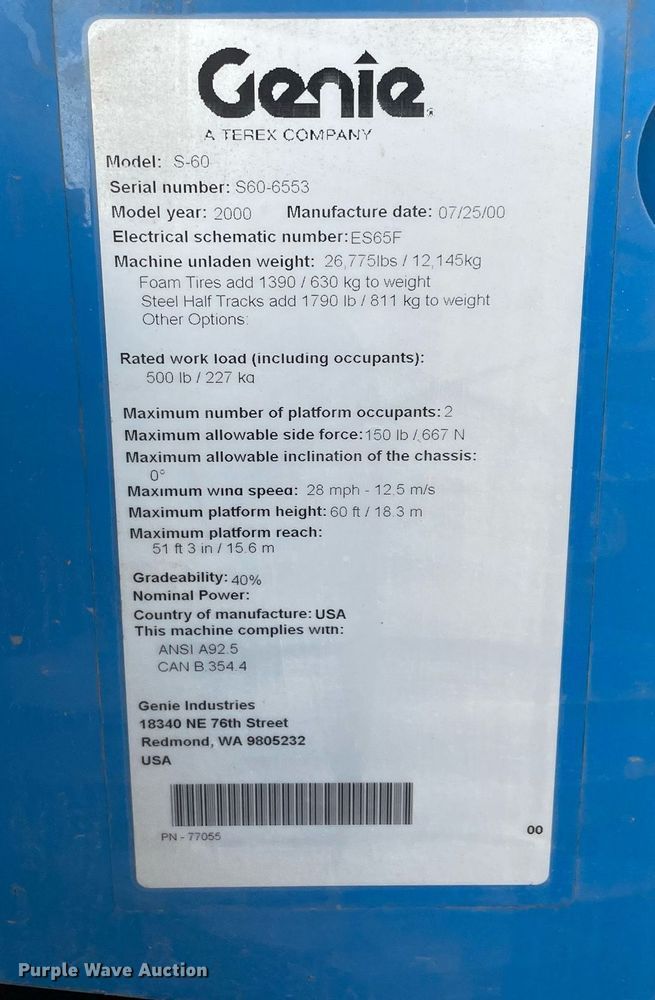 Genie
A TEREX COMPANY
Model: S-60
Serial number: S60-6553
Model year: 2000 Manufacture date: 07/25/00
Electrical schematic number:ES65F
Machine unladen weight: 26,775lbs / 12,145kg
Foam Tires add 1390 / 630 kg to weight
Steel Half Tracks add 1790 lb / 811 kg to weight
Other Options:
Rated work load (including occupants):
500 lb / 227 kg
Maximum number of platform occupants: 2
Maximum allowable side force: 150 lb / 667 N
Maximum allowable inclination of the chassis:
0°
Maximum wind speed: 28 mph - 12.5 m/s
Maximum platform height: 60 ft / 18.3 m
Maximum platform reach:
51 ft 3 in / 15.6 m
Gradeability: 40%
Nominal Power:
Country of manufacture: USA
This machine complies with:
ANSI A92.5
CAN B.354.4
Genie Industries
18340 NE 76th Street
Redmond, WA 9805232
USA
PN - 77055
00
Purple Wave Auction